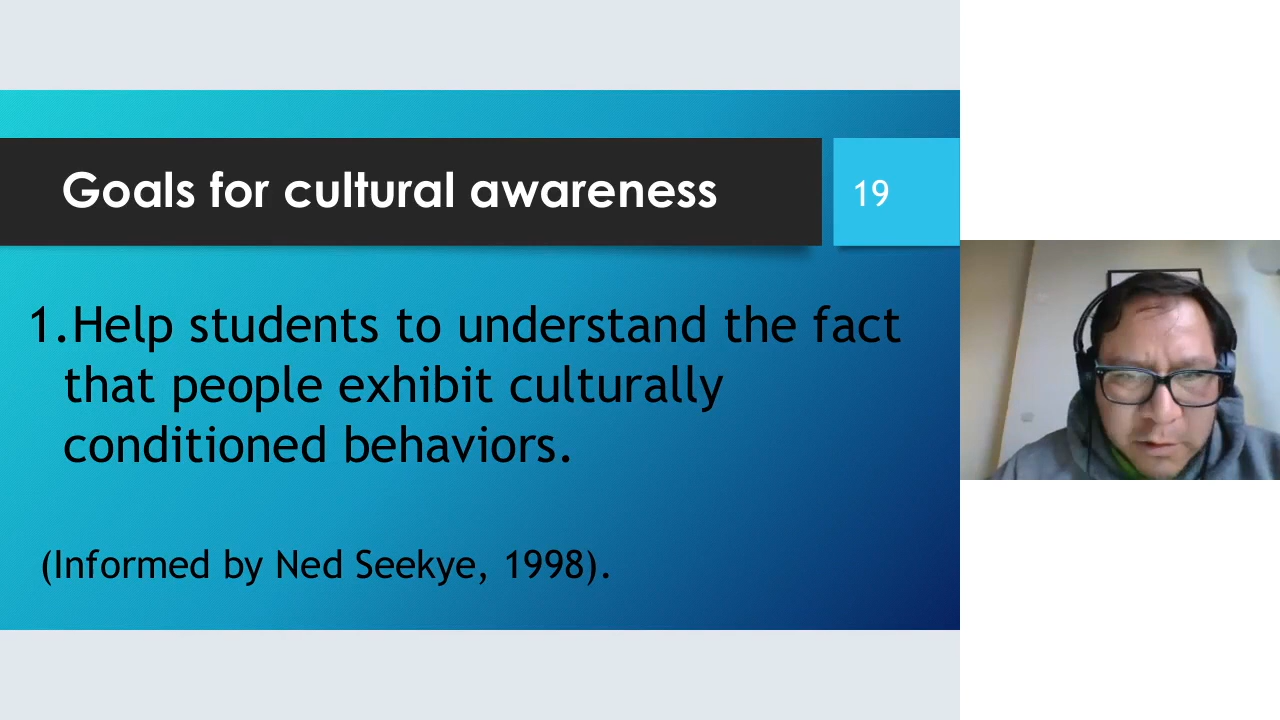 Goals for cultural awareness
19
1.Help students to understand the fact
that people exhibit culturally
conditioned behaviors.
(Informed by Ned Seekye, 1998).